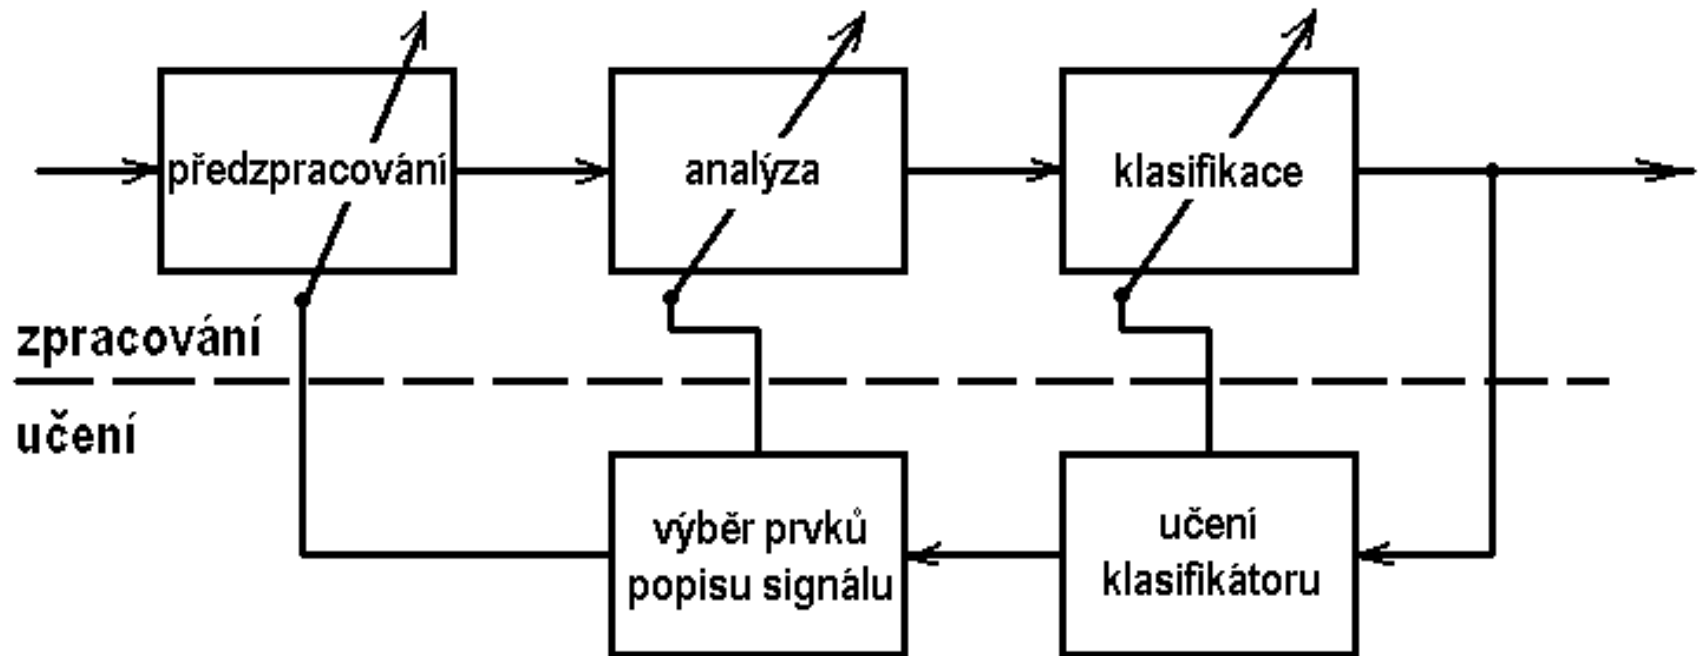 předzpracování
analýza
klasifikace
zpracování
učení
výběr prvků
popisu signálu
učení
klasifikátoru